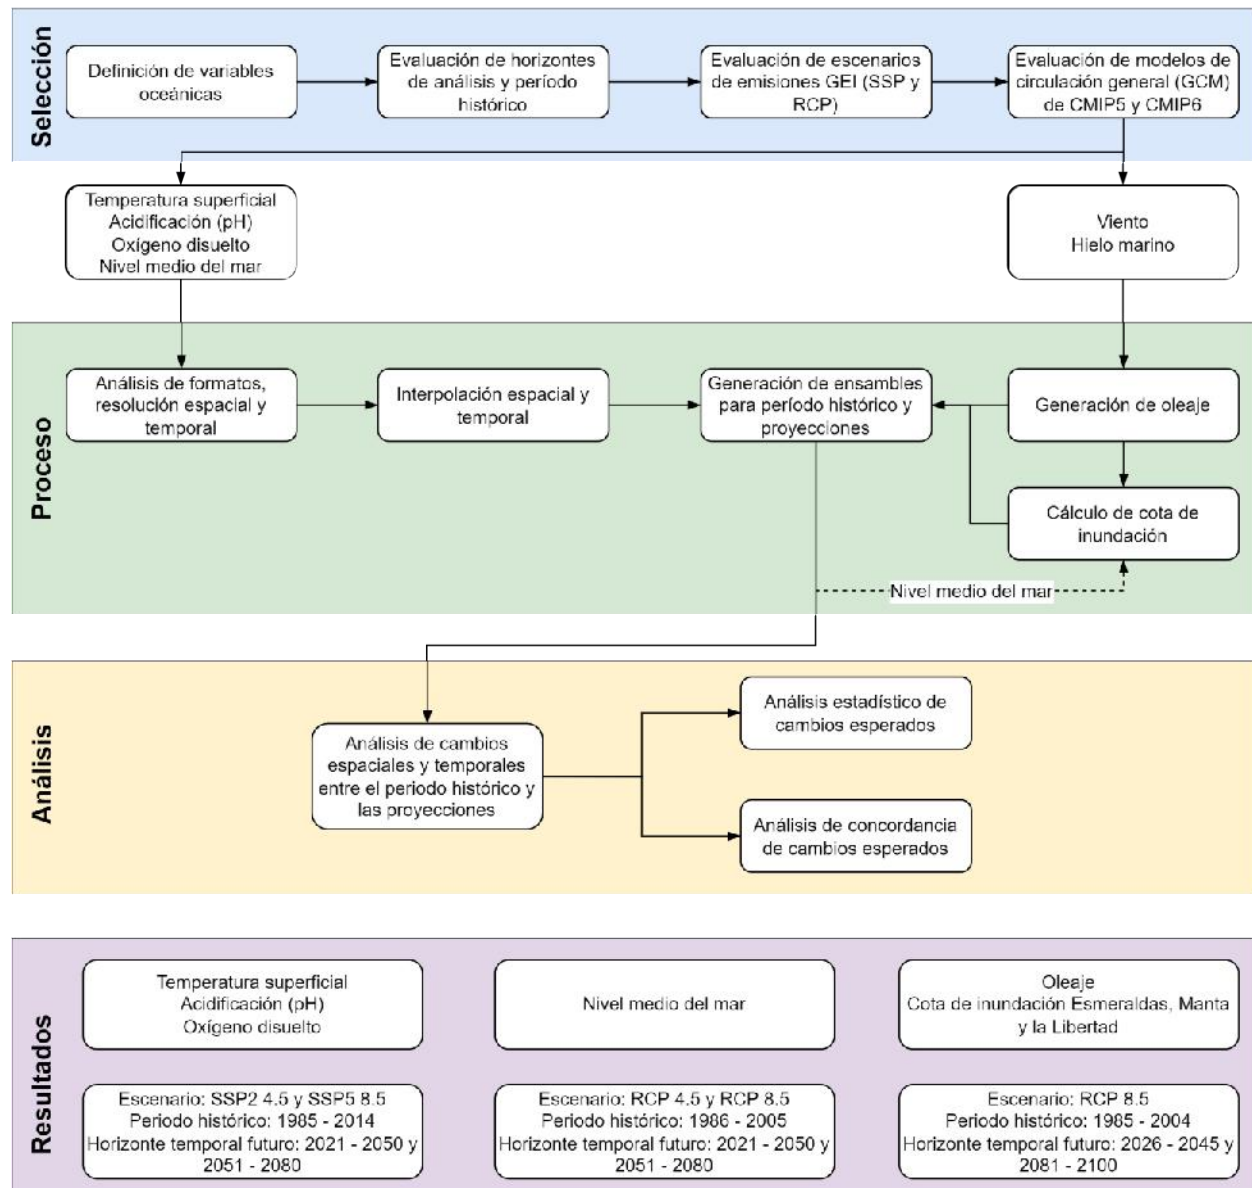 Selección
Definición de variables
oceánicas
Evaluación de horizontes
de análisis y período
histórico
Evaluación de escenarios
de emisiones GEI (SSP y
RCP)
Evaluación de modelos de
circulación general (GCM)
de CMIP5 y CMIP6
Temperatura superficial
Acidificación (pH)
Oxígeno disuelto
Nivel medio del mar
Viento
Hielo marino
Proceso
Análisis de formatos,
resolución espacial y
temporal
Interpolación espacial y
temporal
Generación de ensambles
para período histórico y
proyecciones
Generación de oleaje
Cálculo de cota de
inundación
Nivel medio del mar
Análisis
Análisis de cambios
espaciales y temporales
entre el periodo histórico y
las proyecciones
Análisis estadístico de
cambios esperados
Análisis de concordancia
de cambios esperados
Resultados
Temperatura superficial
Acidificación (pH)
Oxígeno disuelto
Nivel medio del mar
Oleaje
Cota de inundación Esmeraldas, Manta
y la Libertad
Escenario: SSP2 4.5 y SSP5 8.5
Periodo histórico: 1985 - 2014
Horizonte temporal futuro: 2021 - 2050 y
2051 - 2080
Escenario: RCP 4.5 y RCP 8.5
Periodo histórico: 1986 - 2005
Horizonte temporal futuro: 2021 - 2050 y
2051 - 2080
Escenario: RCP 8.5
Periodo histórico: 1985 - 2004
Horizonte temporal futuro: 2026 - 2045 y
2081 - 2100